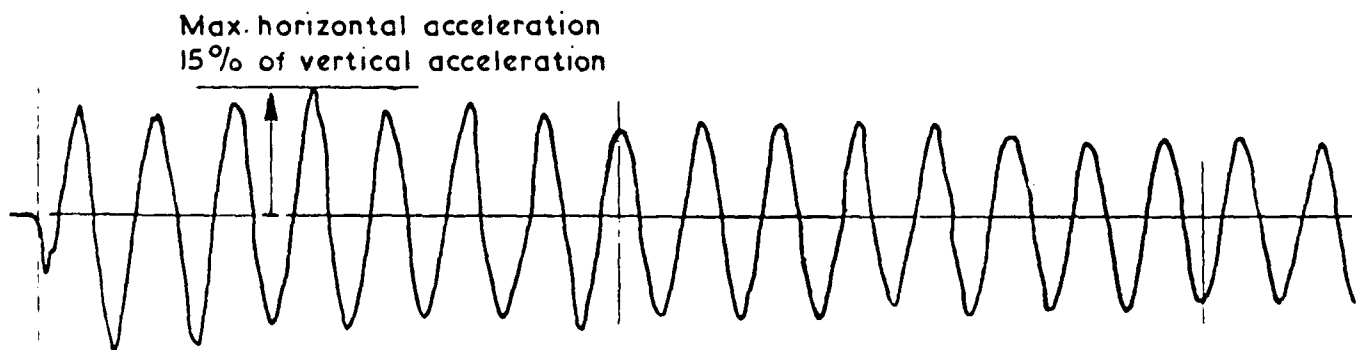 Max. horizontal acceleration
15% of vertical acceleration